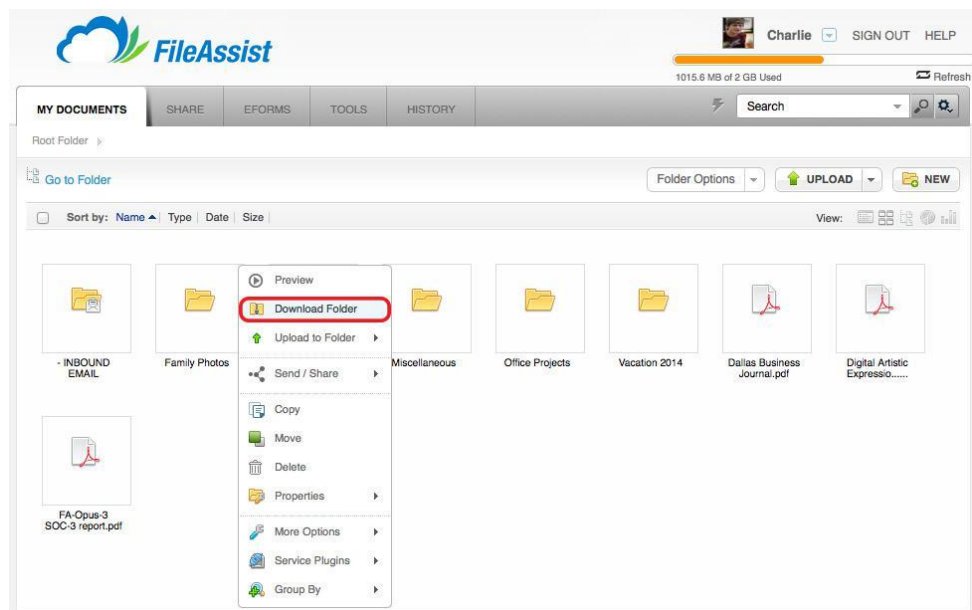 FileAssist
Charlie SIGN OUT HELP
1015.6 MB of 2 GB Used Refresh
MY DOCUMENTS SHARE EFORMS TOOLS HISTORY Search
Root Folder
Go to Folder Folder Options UPLOAD NEW
Sort by: Name Type Date Size View:
Preview
Download Folder
Upload to Folder
Send / Share
Copy
Move
Delete
Properties
More Options
Service Plugins
Group By
- INBOUND
EMAIL
Family Photos
Miscellaneous
Office Projects
Vacation 2014
Dallas Business
Journal.pdf
Digital Artistic
Expressio......
FA-Opus-3
SOC-3 report.pdf